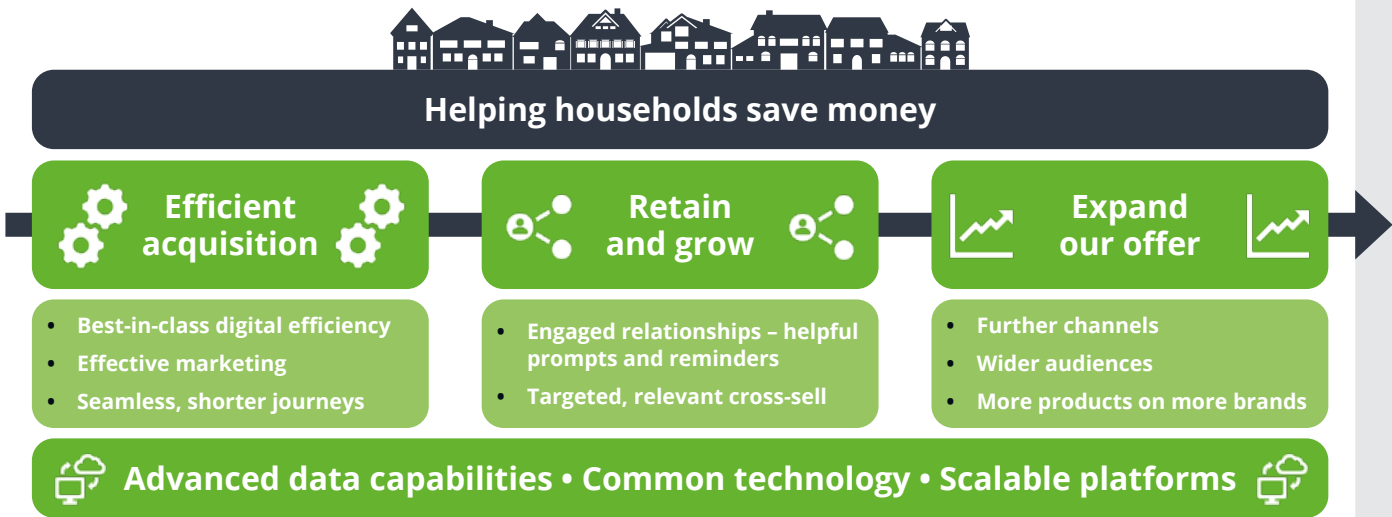 Helping households save money
Efficient
acquisition
Retain
and grow
Expand
our offer
• Best-in-class digital efficiency
• Effective marketing
• Seamless, shorter journeys
• Engaged relationships – helpful
prompts and reminders
• Targeted, relevant cross-sell
• Further channels
• Wider audiences
• More products on more brands
Advanced data capabilities • Common technology • Scalable platforms